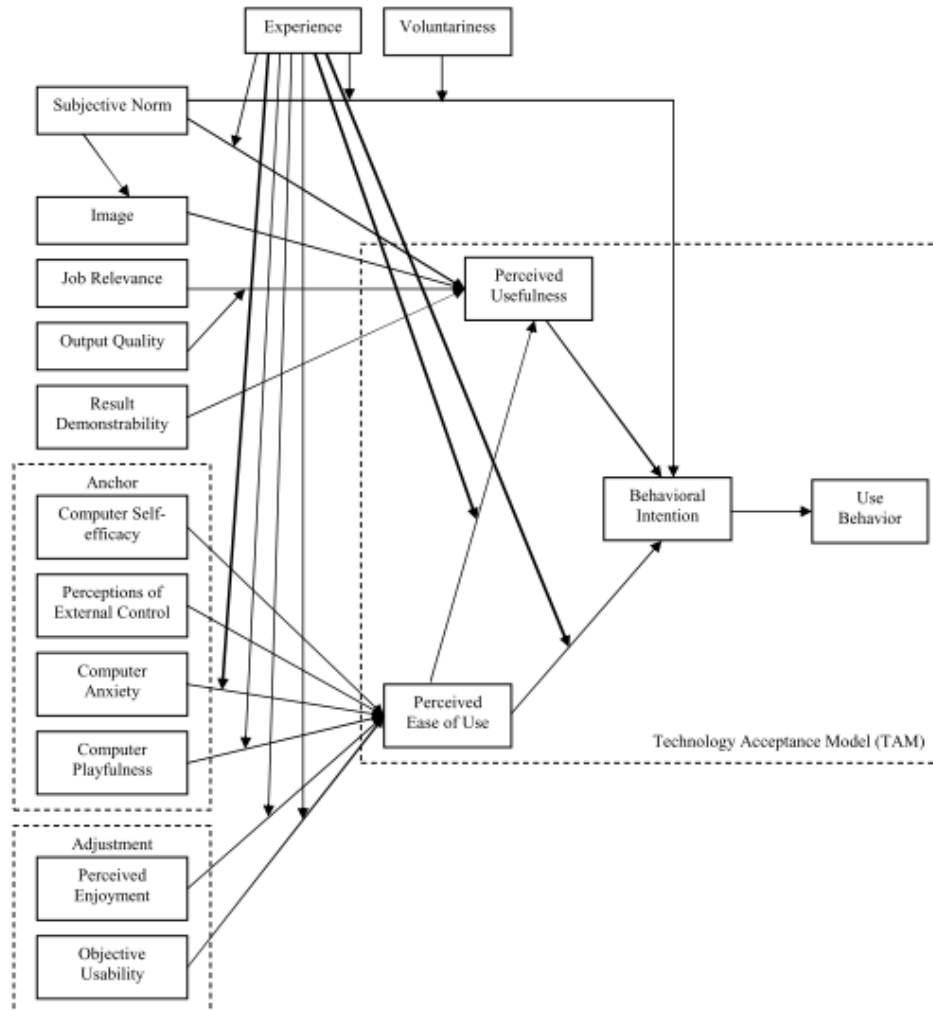 Experience
Voluntariness
Subjective Norm
Image
Job Relevance
Output Quality
Result
Demonstrability
Perceived
Usefulness
Anchor
Computer Self-
efficacy
Perceptions of
External Control
Computer
Anxiety
Computer
Playfulness
Behavioral
Intention
Use
Behavior
Perceived
Ease of Use
Technology Acceptance Model (TAM)
Adjustment
Perceived
Enjoyment
Objective
Usability